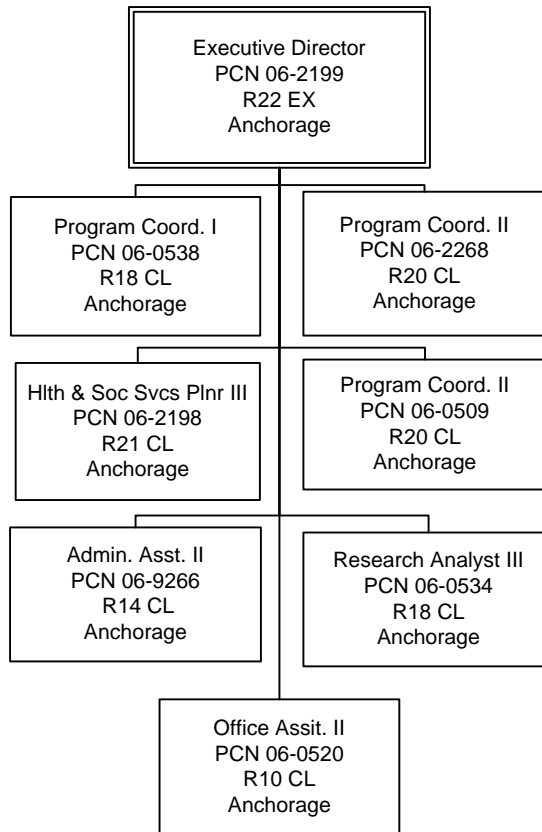 Executive Director
PCN 06-2199
R22 EX
Anchorage
Program Coord. I
PCN 06-0538
R18 CL
Anchorage
Program Coord. II
PCN 06-2268
R20 CL
Anchorage
Hlth & Soc Svcs Plnr III
PCN 06-2198
R21 CL
Anchorage
Program Coord. II
PCN 06-0509
R20 CL
Anchorage
Admin. Asst. II
PCN 06-9266
R14 CL
Anchorage
Research Analyst III
PCN 06-0534
R18 CL
Anchorage
Office Assit. II
PCN 06-0520
R10 CL
Anchorage